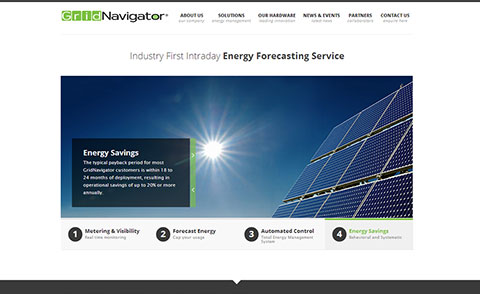 GridNavigator®
ABOUT US SOLUTIONS OUR HARDWARE NEWS & EVENTS PARTNERS CONTACT US
our company energy management leading innovation latest news collaborators enquire here
Industry First Intraday Energy Forecasting Service
Energy Savings
The typical payback period for most
GridNavigator customers is within 18 to
24 months of deployment, resulting in
operational savings of up to 20% or more
annually.
1 Metering & Visibility
Real-time monitoring
2 Forecast Energy
Cap your usage
3 Automated Control
Total Energy Management
System
4 Energy Savings
Behavioral and Systematic